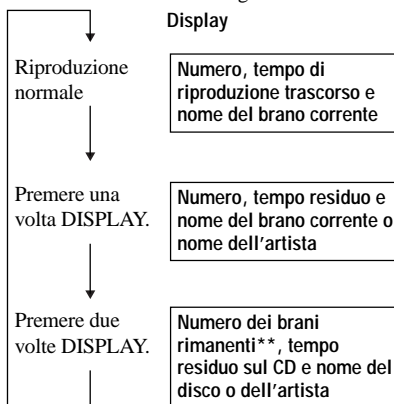 Display
Riproduzione
normale
Numero, tempo di
riproduzione trascorso e
nome del brano corrente
Premere una
volta DISPLAY.
Numero, tempo residuo e
nome del brano corrente o
nome dell'artista
Premere due
volte DISPLAY.
Numero dei brani
rimanenti**, tempo
residuo sul CD e nome del
disco o dell'artista